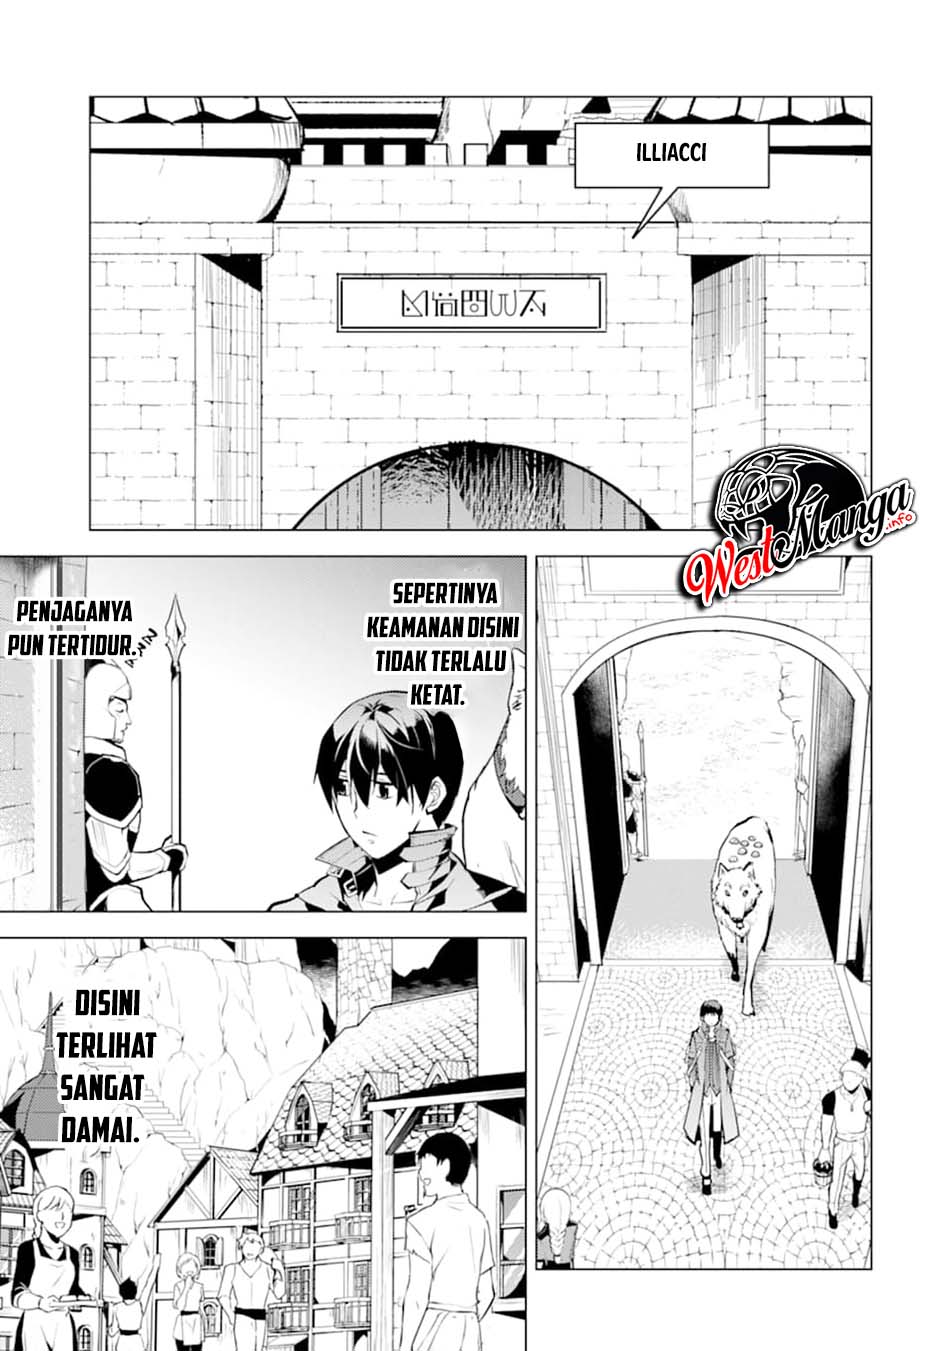 ILLIACCI
WestManga
.info
SEPERTINYA
KEAMANAN DISINI
TIDAK TERLALU
KETAT.
PENJAGANYA
PUN TERTIDUR.
DISINI
TERLIHAT
SANGAT
DAMAI.